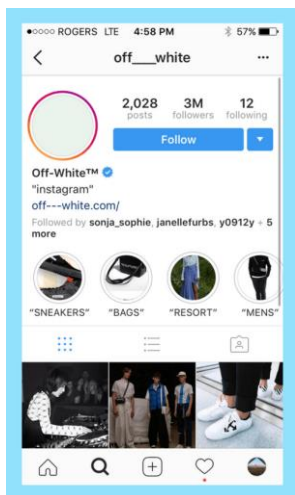 ●○○○○ ROGERS LTE 4:58 PM 57%
off___white
2,028 3M 12
posts followers following
Follow
Off-White™
"instagram"
off---white.com/
Followed by sonja_sophie, janellefurbs, y0912y + 5
more
"SNEAKERS" "BAGS" "RESORT" "MENS"